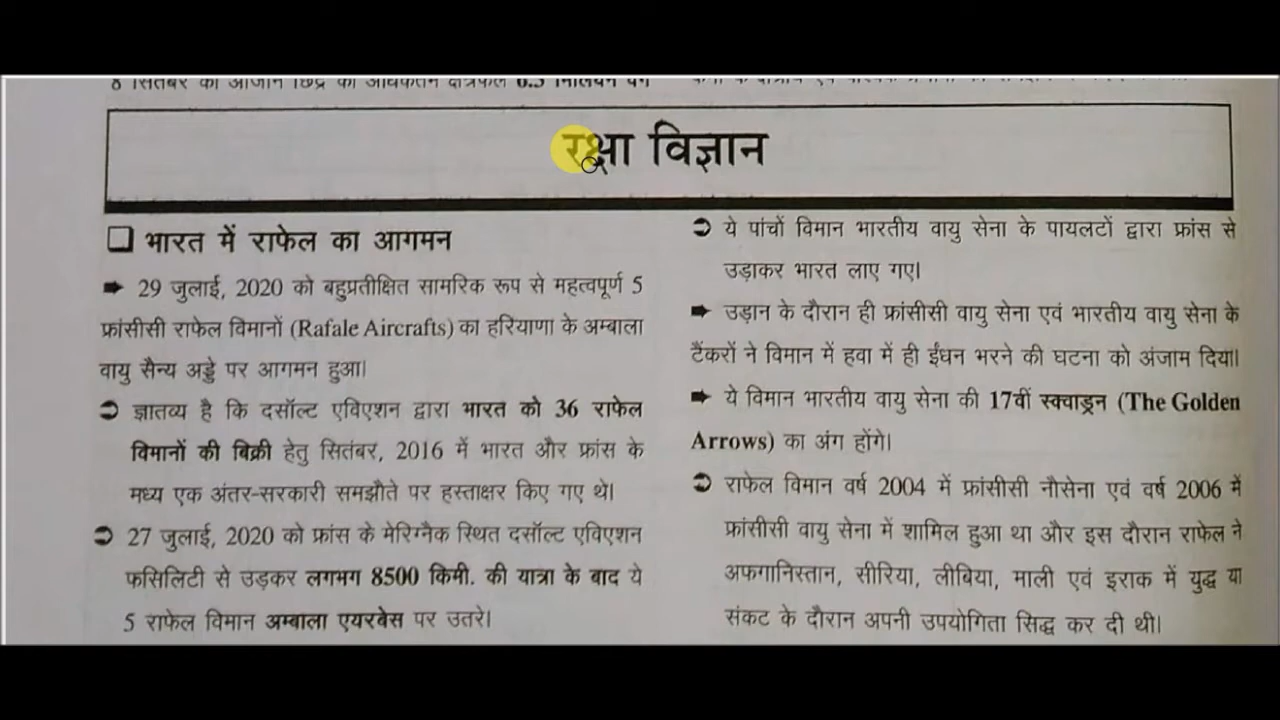 रक्षा विज्ञान
❑ भारत में राफेल का आगमन
➡ 29 जुलाई, 2020 को बहुप्रतीक्षित सामरिक रूप से महत्वपूर्ण 5
फ्रांसीसी राफेल विमानों (Rafale Aircrafts) का हरियाणा के अम्बाला
वायु सैन्य अड्डे पर आगमन हुआ।
➲ ज्ञातव्य है कि दसॉल्ट एविएशन द्वारा भारत को 36 राफेल
विमानों की बिक्री हेतु सितंबर, 2016 में भारत और फ्रांस के
मध्य एक अंतर-सरकारी समझौते पर हस्ताक्षर किए गए थे।
➲ 27 जुलाई, 2020 को फ्रांस के मेरिग्नैक स्थित दसॉल्ट एविएशन
फसिलिटी से उड़कर लगभग 8500 किमी. की यात्रा के बाद ये
5 राफेल विमान अम्बाला एयरबेस पर उतरे।
➲ ये पांचों विमान भारतीय वायु सेना के पायलटों द्वारा फ्रांस से
उड़ाकर भारत लाए गए।
➡ उड़ान के दौरान ही फ्रांसीसी वायु सेना एवं भारतीय वायु सेना के
टैंकरों ने विमान में हवा में ही ईंघन भरने की घटना को अंजाम दिया।
➡ ये विमान भारतीय वायु सेना की 17वीं स्क्वाड्रन (The Golden
Arrows) का अंग होंगे।
➲ राफेल विमान वर्ष 2004 में फ्रांसीसी नौसेना एवं वर्ष 2006 में
फ्रांसीसी वायु सेना में शामिल हुआ था और इस दौरान राफेल ने
अफगानिस्तान, सीरिया, लीबिया, माली एवं इराक में युद्ध या
संकट के दौरान अपनी उपयोगिता सिद्ध कर दी थी।